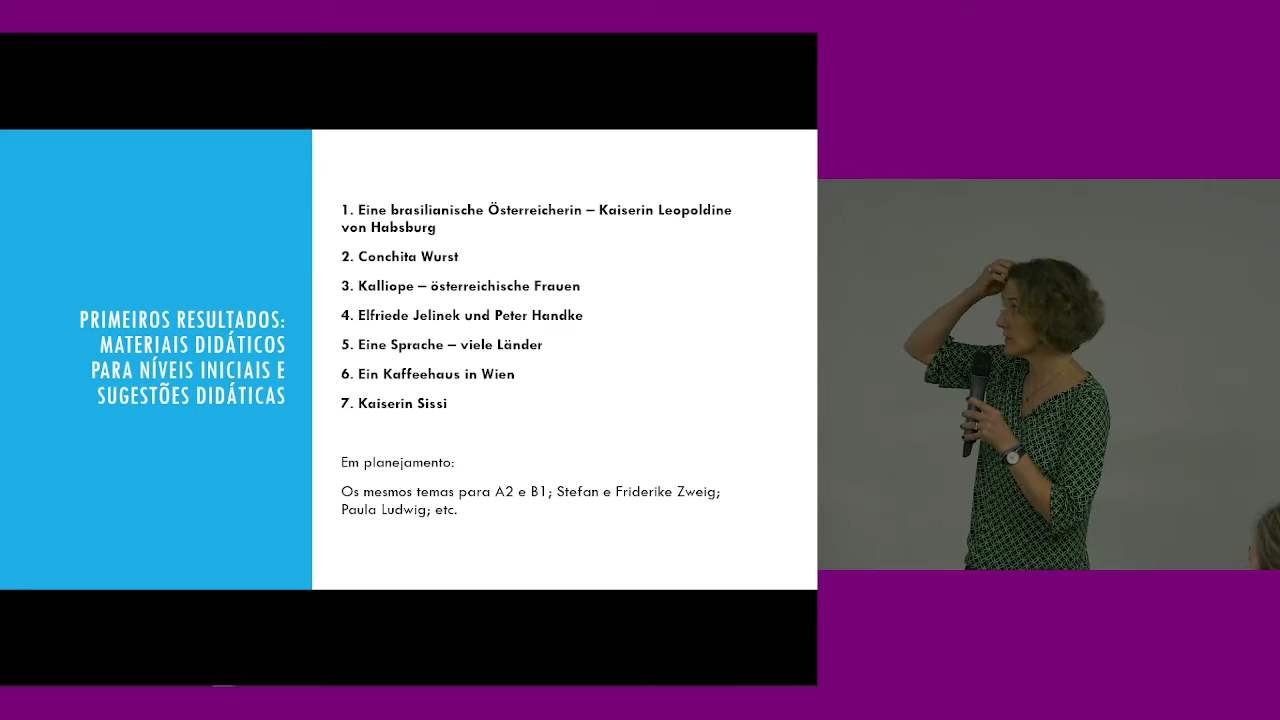 PRIMEIROS RESULTADOS:
MATERIAIS DIDÁTICOS
PARA NÍVEIS INICIAIS E
SUGESTÕES DIDÁTICAS
1. Eine brasilianische Österreicherin – Kaiserin Leopoldine
von Habsburg
2. Conchita Wurst
3. Kalliope – österreichische Frauen
4. Elfriede Jelinek und Peter Handke
5. Eine Sprache – viele Länder
6. Ein Kaffeehaus in Wien
7. Kaiserin Sissi
Em planejamento:
Os mesmos temas para A2 e B1; Stefan e Friderike Zweig;
Paula Ludwig; etc.